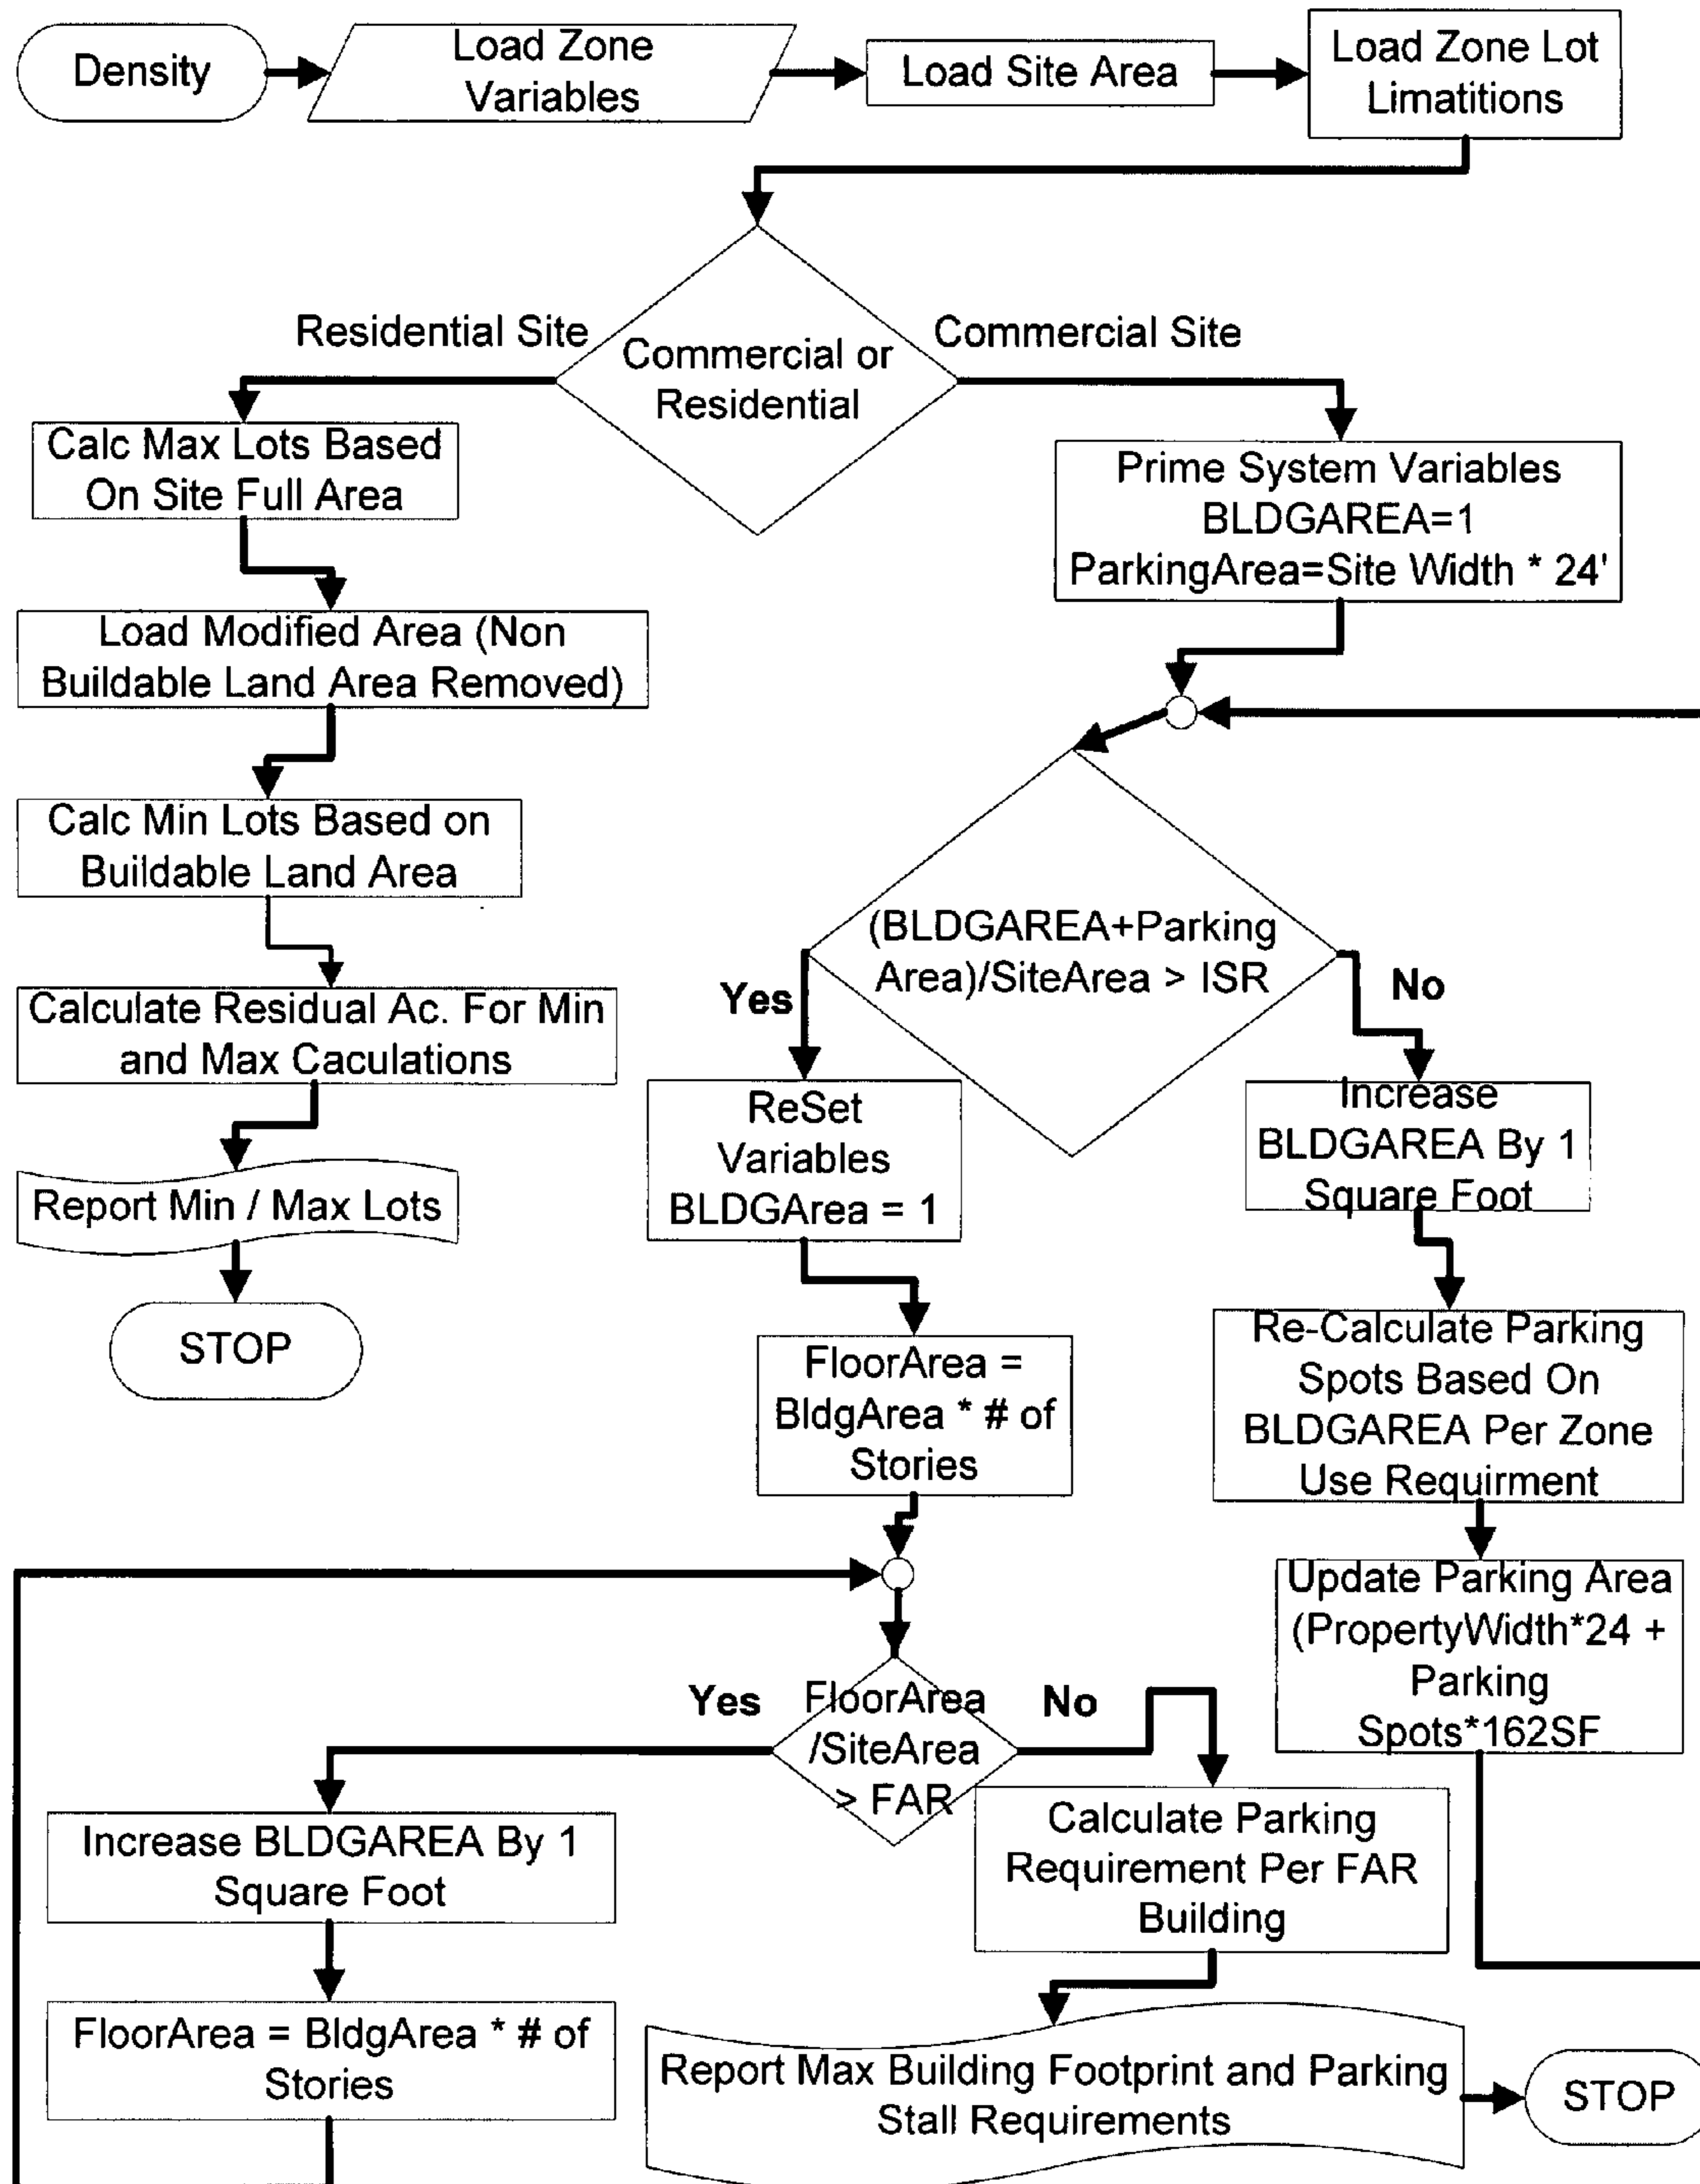 Density
Load Zone
Variables
Load Site Area
Load Zone Lot
Limatitions
Commercial or
Residential
Residential Site
Commercial Site
Calc Max Lots Based
On Site Full Area
Load Modified Area (Non
Buildable Land Area Removed)
Calc Min Lots Based on
Buildable Land Area
Calculate Residual Ac. For Min
and Max Caculations
Report Min / Max Lots
STOP
Prime System Variables
BLDGAREA=1
ParkingArea=Site Width * 24'
(BLDGAREA+Parking
Area)/SiteArea > ISR
Yes
No
ReSet
Variables
BLDGArea = 1
FloorArea =
BldgArea * # of
Stories
Increase
BLDGAREA By 1
Square Foot
Re-Calculate Parking
Spots Based On
BLDGAREA Per Zone
Use Requirment
Update Parking Area
(PropertyWidth*24 +
Parking
Spots*162SF
FloorArea
/SiteArea
> FAR
Yes
No
Increase BLDGAREA By 1
Square Foot
FloorArea = BldgArea * # of
Stories
Calculate Parking
Requirement Per FAR
Building
Report Max Building Footprint and Parking
Stall Requirements
STOP